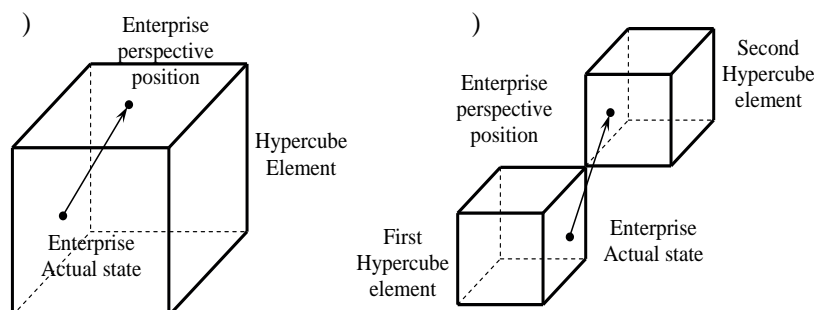 )
Enterprise
perspective
position
Hypercube
Element
Enterprise
Actual state
)
Second
Hypercube
element
Enterprise
perspective
position
First
Hypercube
element
Enterprise
Actual state